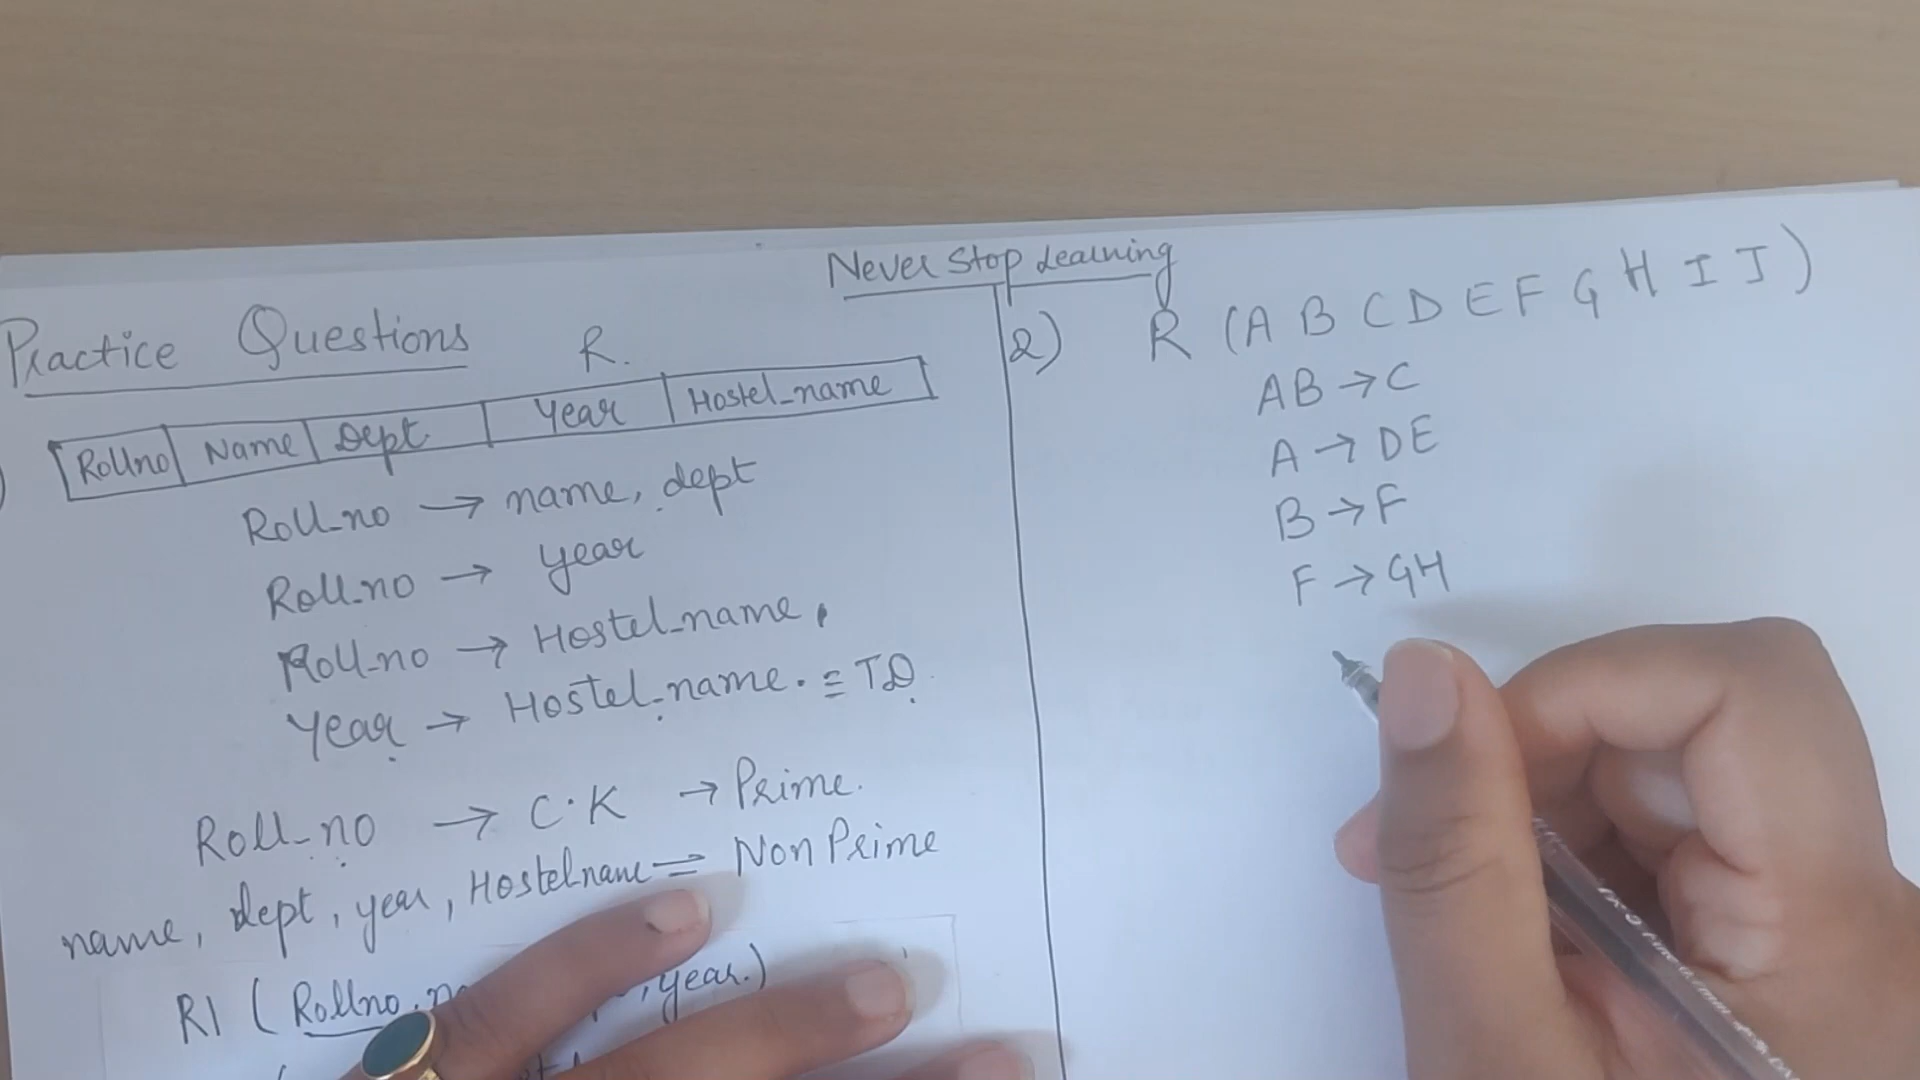 Never Stop Learning
Practice Questions
R.
Rollno Name Dept Year Hostel_name
Roll_no → name, dept
Roll_no → year
Roll_no → Hostel_name,
Year → Hostel_name. = TD.
Roll_no → C.K → Prime.
name, dept, year, Hostelname = Non Prime
R1 ( Rollno, , year.)
2) R (A B C D E F G H I J)
AB → C
A → DE
B → F
F → GH